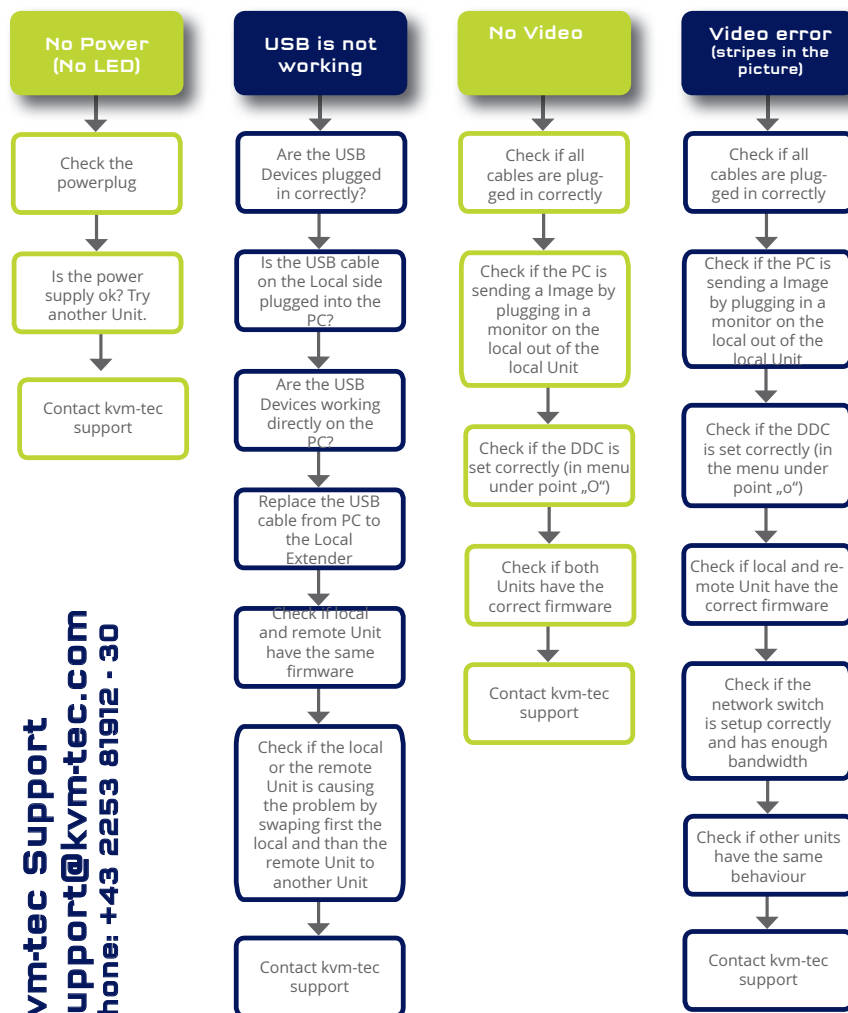 No Power
(No LED)
Check the
powerplug
Is the power
supply ok? Try
another Unit.
Contact kvm-tec
support
USB is not
working
Are the USB
Devices plugged
in correctly?
Is the USB cable
on the Local side
plugged into the
PC?
Are the USB
Devices working
directly on the
PC?
Replace the USB
cable from PC to
the Local
Extender
Check if local
and remote Unit
have the same
firmware
Check if the local
or the remote
Unit is causing
the problem by
swaping first the
local and than the
remote Unit to
another Unit
Contact kvm-tec
support
No Video
Check if all
cables are plug-
ged in correctly
Check if the PC is
sending a Image by
plugging in a
monitor on the
local out of the
local Unit
Check if the DDC is
set correctly (in menu
under point „O“)
Check if both
Units have the
correct firmware
Contact kvm-tec
support
Video error
(stripes in the
picture)
Check if all
cables are plug-
ged in correctly
Check if the PC is
sending a Image
by plugging in a
monitor on the
local out of the
local Unit
Check if the DDC
is set correctly (in
the menu under
point „o“)
Check if local and re-
mote Unit have the
correct firmware
Check if the
network switch
is setup correctly
and has enough
bandwidth
Check if other units
have the same
behaviour
Contact kvm-tec
support
vm-tec Support
upport@kvm-tec.com
hone: +43 2253 81912 - 30